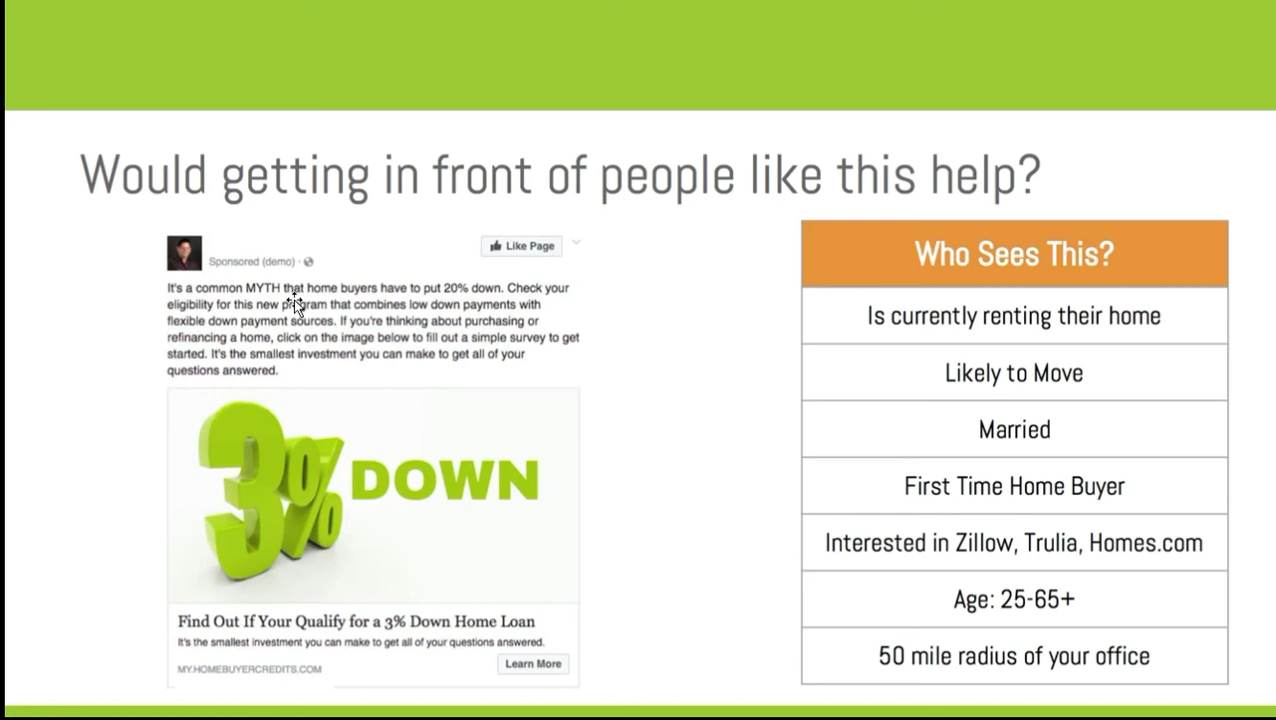 Would getting in front of people like this help?
Like Page
Sponsored (demo) ·
It's a common MYTH that home buyers have to put 20% down. Check your
eligibility for this new program that combines low down payments with
flexible down payment sources. If you're thinking about purchasing or
refinancing a home, click on the image below to fill out a simple survey to get
started. It's the smallest investment you can make to get all of your
questions answered.
3% DOWN
Find Out If Your Qualify for a 3% Down Home Loan
It's the smallest investment you can make to get all of your questions answered.
MY.HOMEBUYERCREDITS.COM
Learn More
Who Sees This?
Is currently renting their home
Likely to Move
Married
First Time Home Buyer
Interested in Zillow, Trulia, Homes.com
Age: 25-65+
50 mile radius of your office